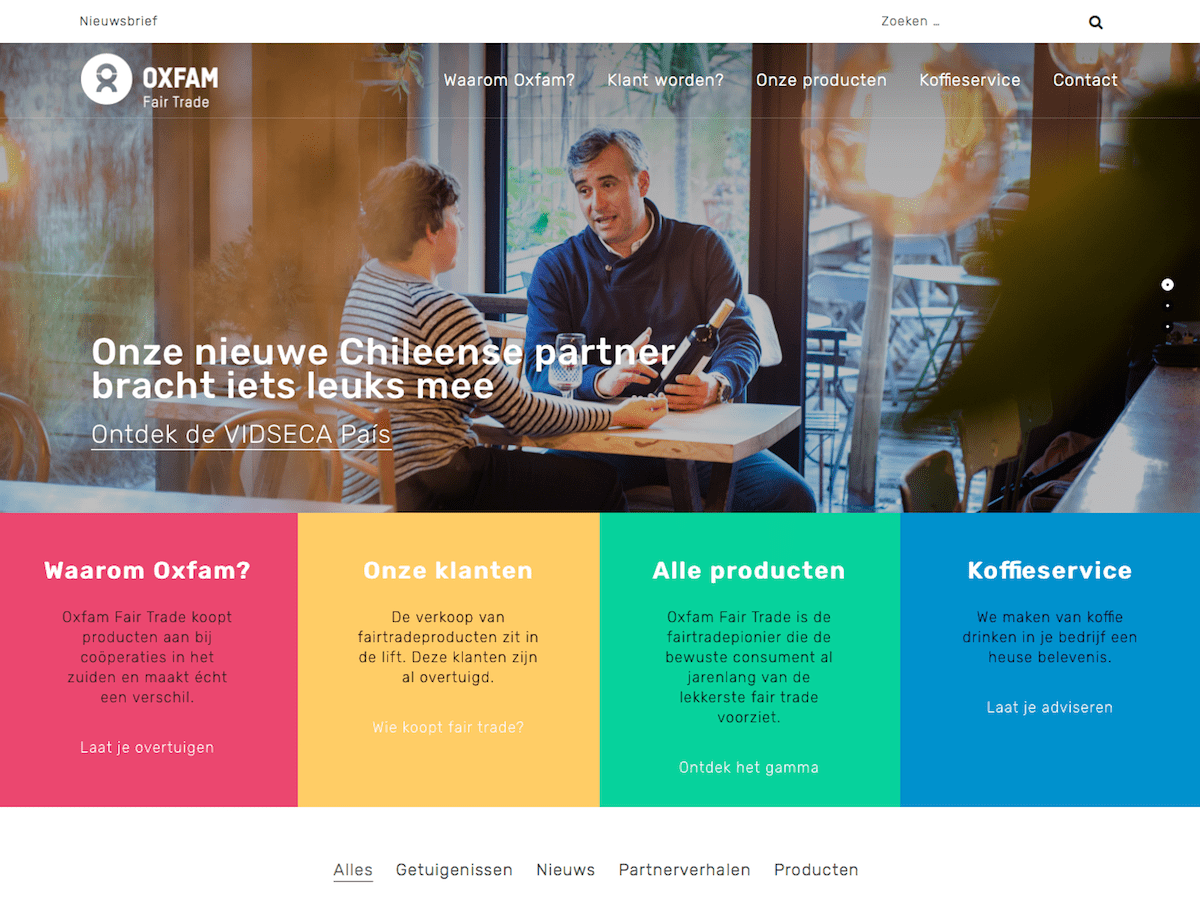 Nieuwsbrief
Zoeken …
OXFAM
Fair Trade
Waarom Oxfam?
Klant worden?
Onze producten
Koffieservice
Contact
Onze nieuwe Chileense partner
bracht iets leuks mee
Ontdek de VIDSECA País
Waarom Oxfam?
Oxfam Fair Trade koopt
producten aan bij
coöperaties in het
zuiden en maakt écht
een verschil.
Laat je overtuigen
Onze klanten
De verkoop van
fairtradeproducten zit in
de lift. Deze klanten zijn
al overtuigd.
Wie koopt fair trade?
Alle producten
Oxfam Fair Trade is de
fairtradepionier die de
bewuste consument al
jarenlang van de
lekkerste fair trade
voorziet.
Ontdek het gamma
Koffieservice
We maken van koffie
drinken in je bedrijf een
heuse belevenis.
Laat je adviseren
Alles
Getuigenissen
Nieuws
Partnerverhalen
Producten